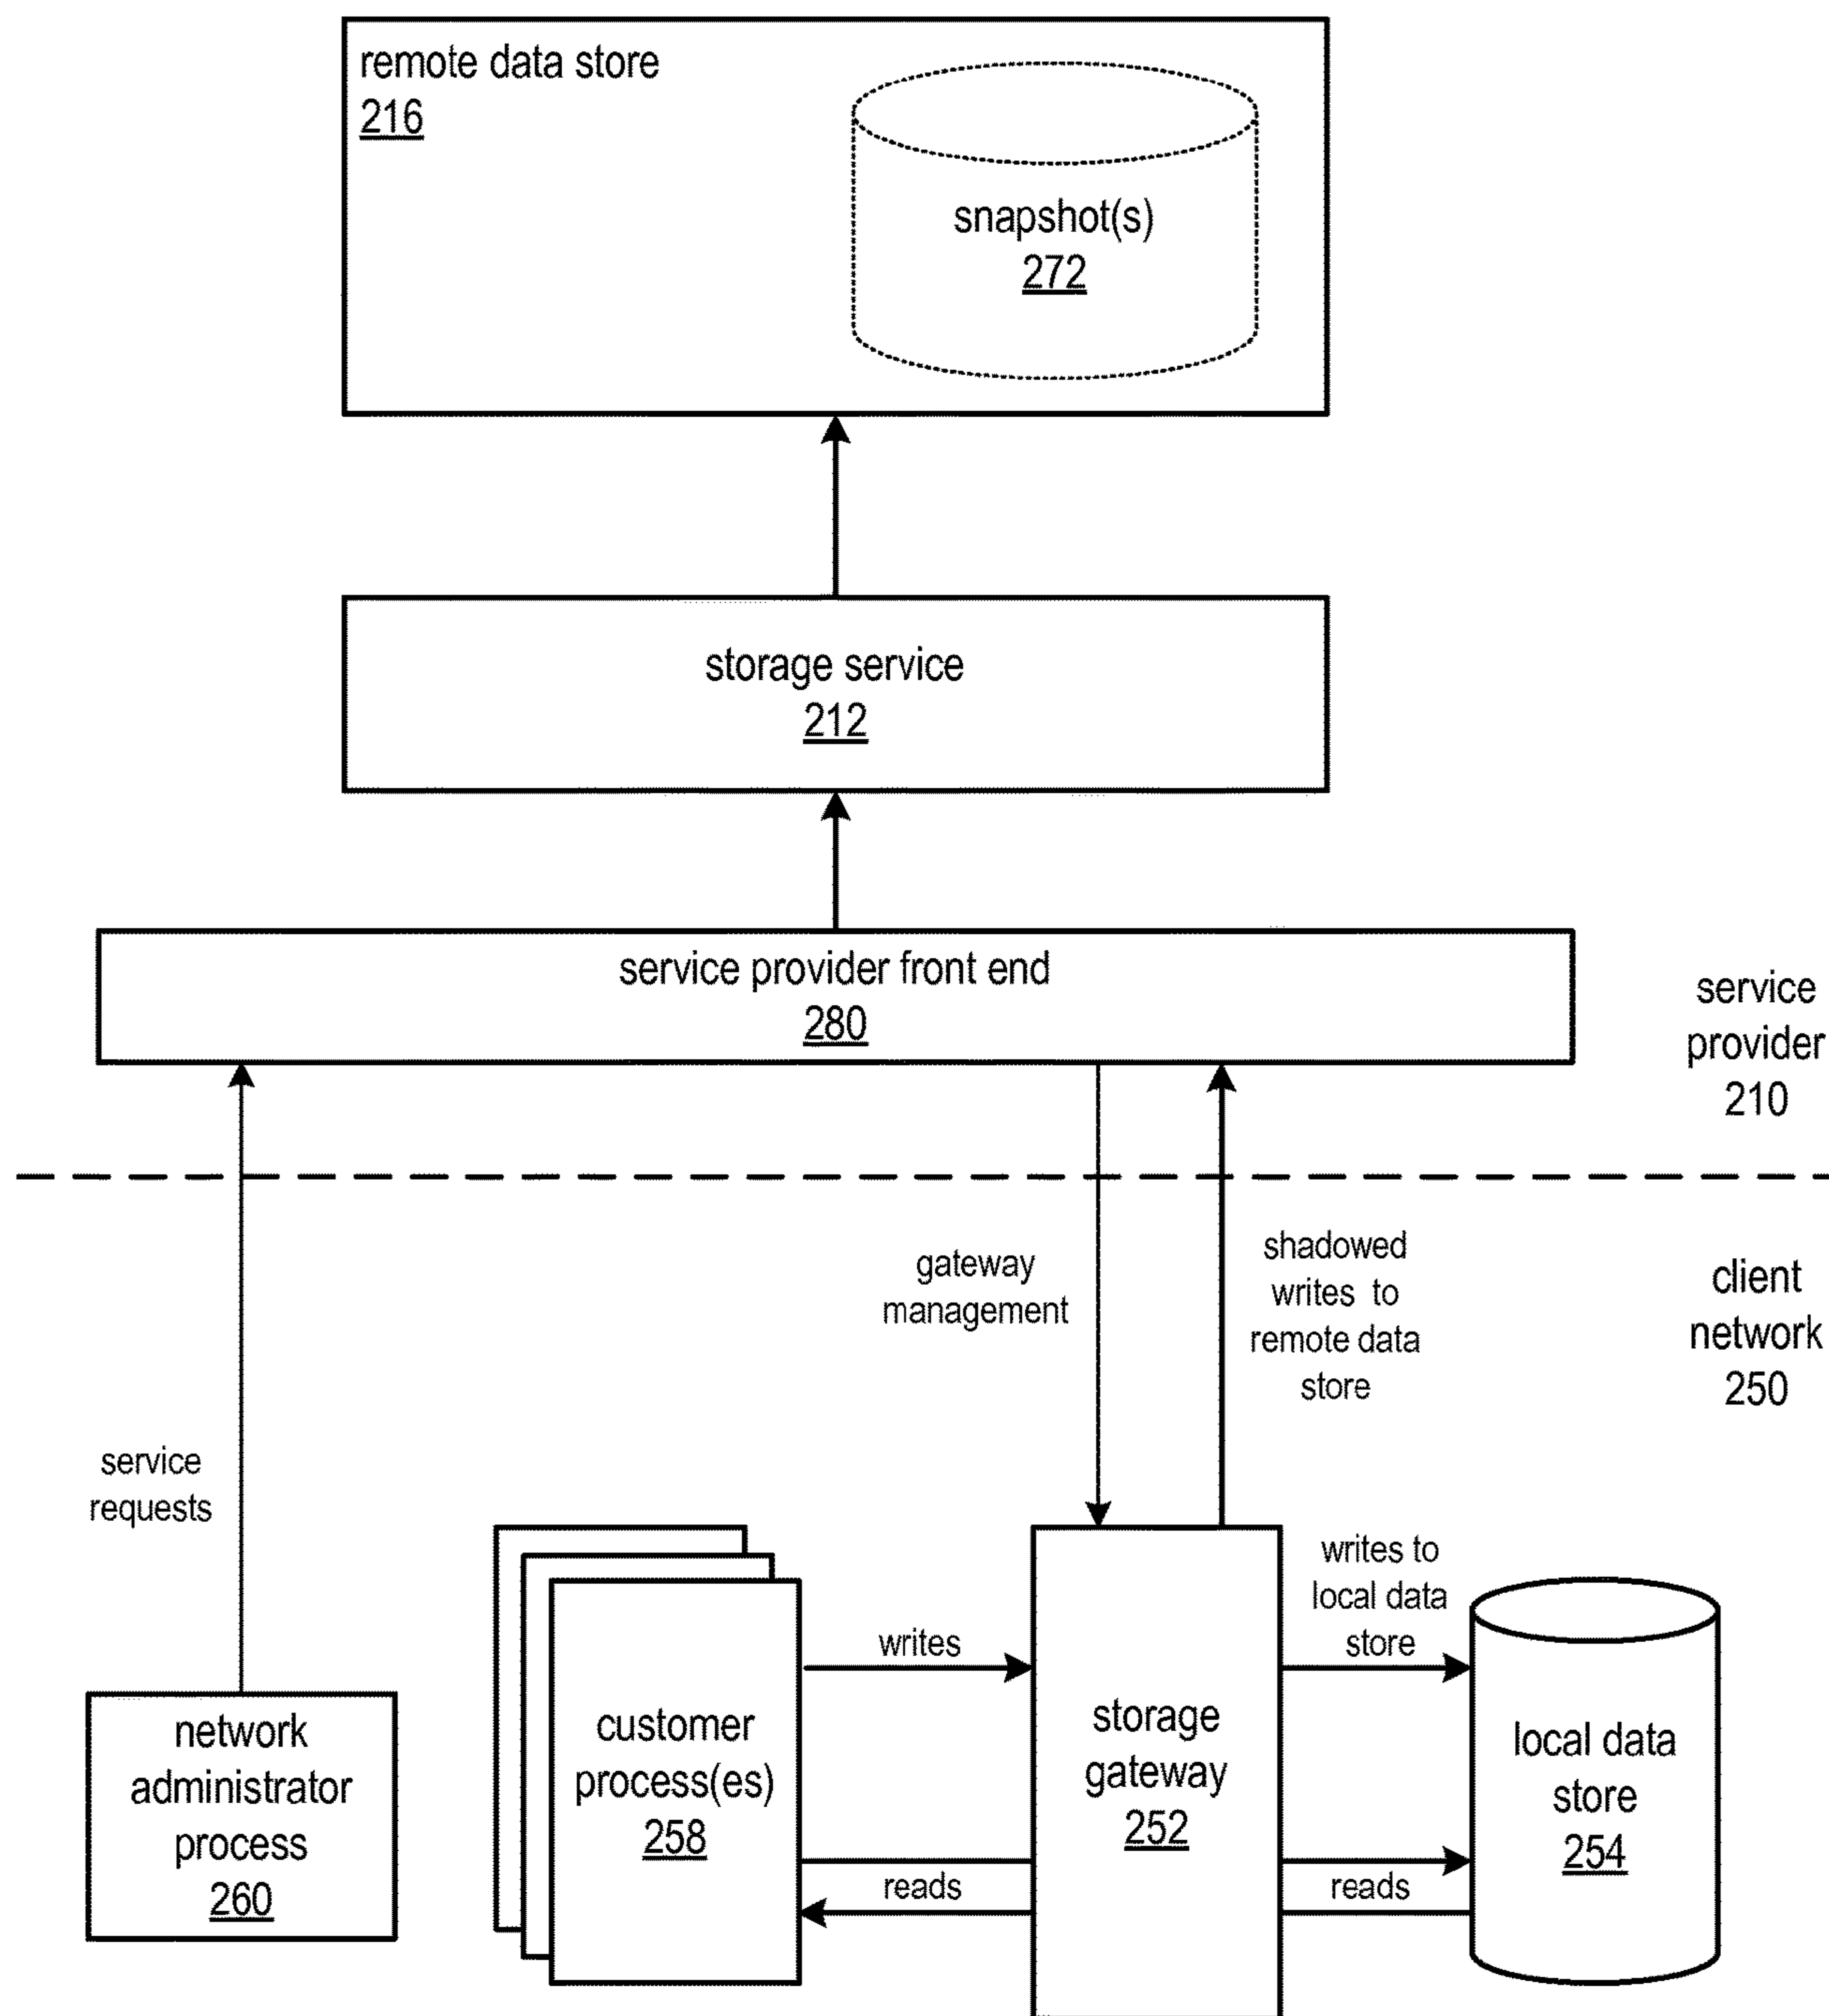 remote data store
216
snapshot(s)
272
storage service
212
service provider front end
280
service
provider
210
gateway
management
shadowed
writes to
remote data
store
client
network
250
service
requests
writes to
local data
store
writes
network
administrator
process
260
customer
process(es)
258
storage
gateway
252
local data
store
254
reads
reads